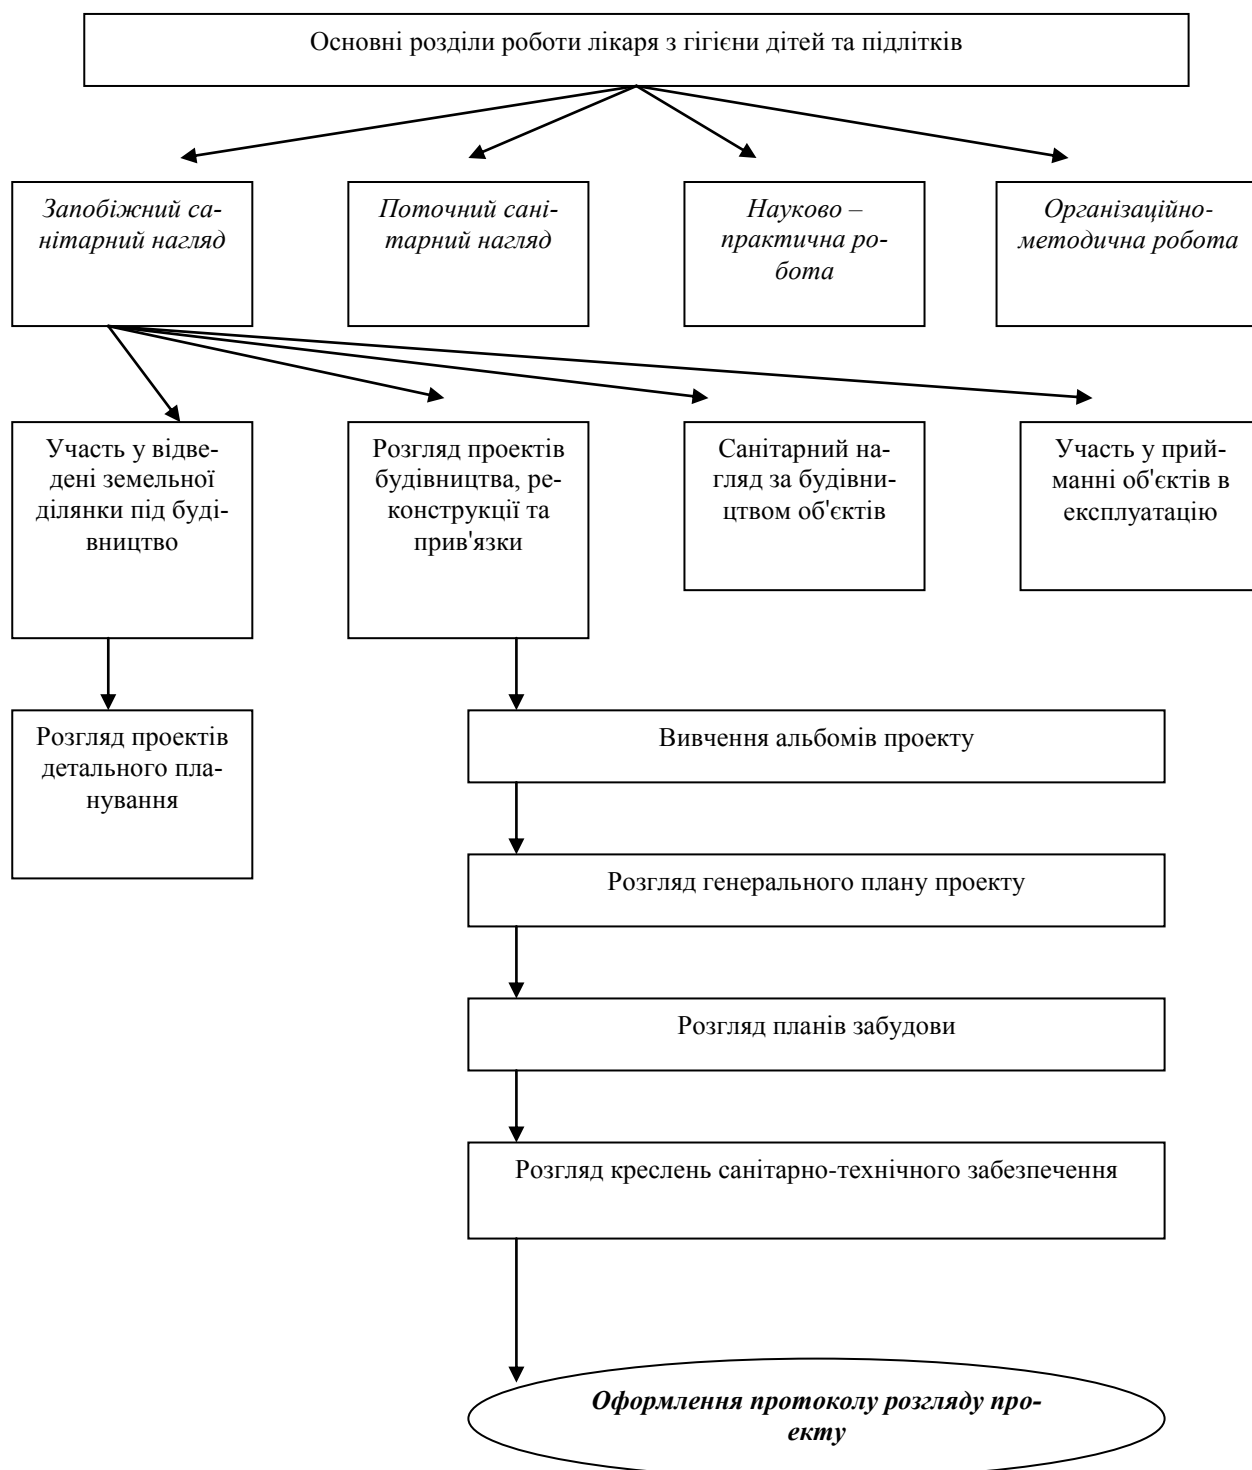 Основні розділи роботи лікаря з гігієни дітей та підлітків
Запобіжний са-
нітарний нагляд
Поточний сані-
тарний нагляд
Науково –
практична ро-
бота
Організаційно-
методична робота
Участь у відве-
дені земельної
ділянки під буді-
вництво
Розгляд проектів
будівництва, ре-
конструкції та
прив'язки
Санітарний на-
гляд за будівни-
цтвом об'єктів
Участь у прий-
манні об'єктів в
експлуатацію
Розгляд проектів
детального пла-
нування
Вивчення альбомів проекту
Розгляд генерального плану проекту
Розгляд планів забудови
Розгляд креслень санітарно-технічного забезпечення
Оформлення протоколу розгляду про-
екту